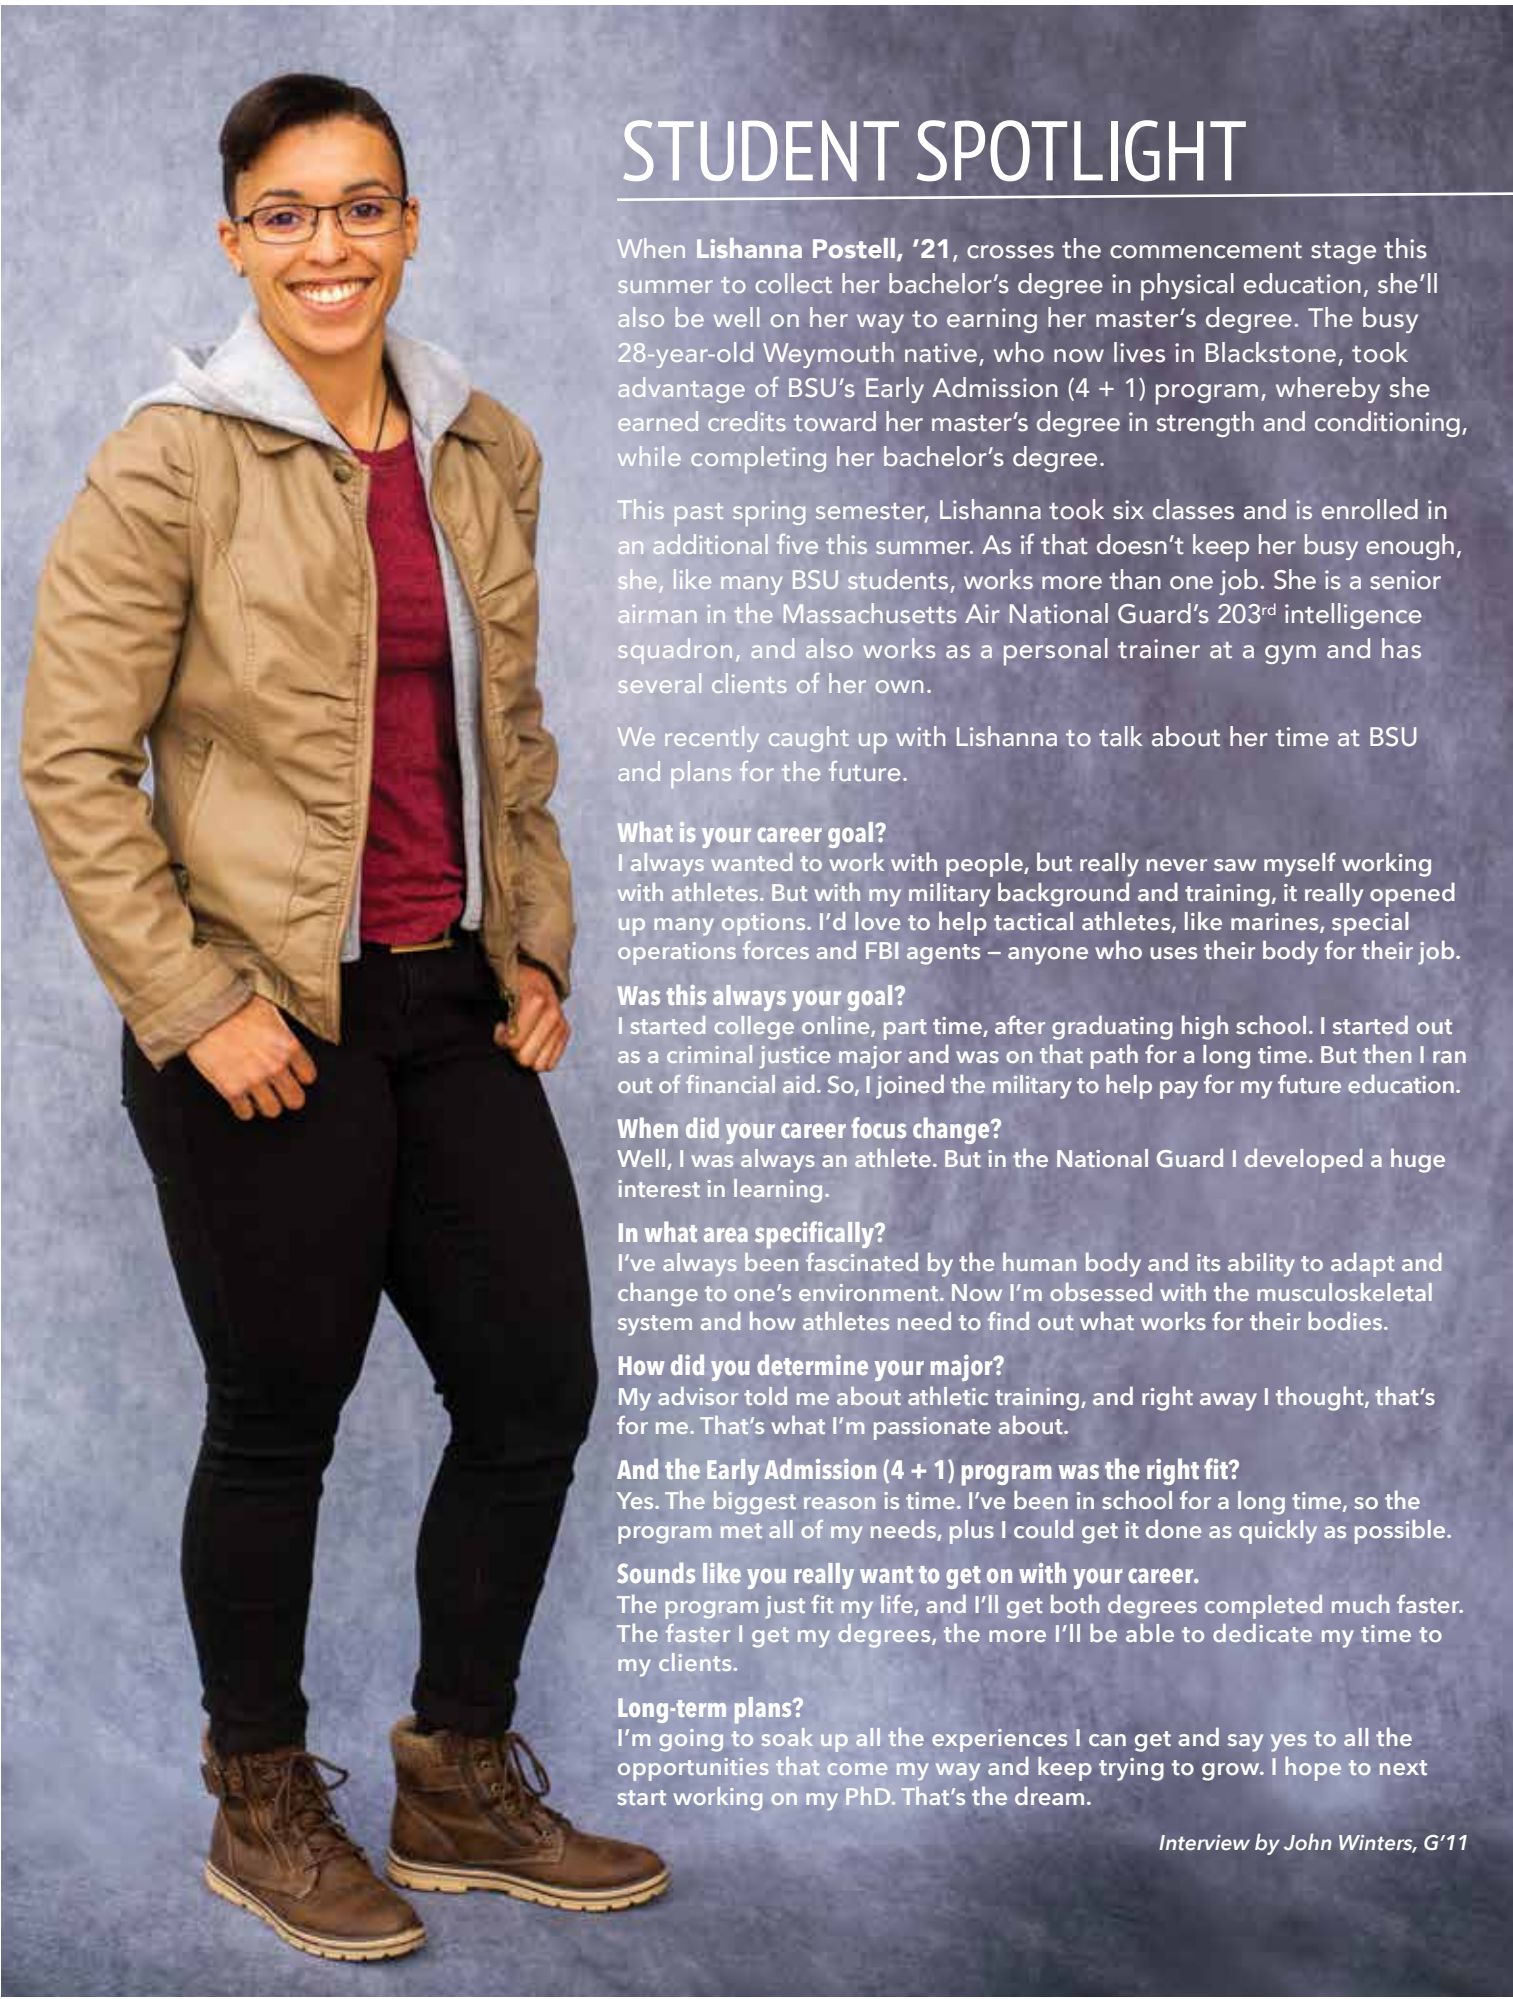 STUDENT SPOTLIGHT
When Lishanna Postell, ’21, crosses the commencement stage this
summer to collect her bachelor’s degree in physical education, she’ll
also be well on her way to earning her master’s degree. The busy
28-year-old Weymouth native, who now lives in Blackstone, took
advantage of BSU’s Early Admission (4 + 1) program, whereby she
earned credits toward her master’s degree in strength and conditioning,
while completing her bachelor’s degree.
This past spring semester, Lishanna took six classes and is enrolled in
an additional five this summer. As if that doesn’t keep her busy enough,
she, like many BSU students, works more than one job. She is a senior
airman in the Massachusetts Air National Guard’s 203rd intelligence
squadron, and also works as a personal trainer at a gym and has
several clients of her own.
We recently caught up with Lishanna to talk about her time at BSU
and plans for the future.
What is your career goal?
I always wanted to work with people, but really never saw myself working
with athletes. But with my military background and training, it really opened
up many options. I’d love to help tactical athletes, like marines, special
operations forces and FBI agents – anyone who uses their body for their job.
Was this always your goal?
I started college online, part time, after graduating high school. I started out
as a criminal justice major and was on that path for a long time. But then I ran
out of financial aid. So, I joined the military to help pay for my future education.
When did your career focus change?
Well, I was always an athlete. But in the National Guard I developed a huge
interest in learning.
In what area specifically?
I’ve always been fascinated by the human body and its ability to adapt and
change to one’s environment. Now I’m obsessed with the musculoskeletal
system and how athletes need to find out what works for their bodies.
How did you determine your major?
My advisor told me about athletic training, and right away I thought, that’s
for me. That’s what I’m passionate about.
And the Early Admission (4 + 1) program was the right fit?
Yes. The biggest reason is time. I’ve been in school for a long time, so the
program met all of my needs, plus I could get it done as quickly as possible.
Sounds like you really want to get on with your career.
The program just fit my life, and I’ll get both degrees completed much faster.
The faster I get my degrees, the more I’ll be able to dedicate my time to
my clients.
Long-term plans?
I’m going to soak up all the experiences I can get and say yes to all the
opportunities that come my way and keep trying to grow. I hope to next
start working on my PhD. That’s the dream.
Interview by John Winters, G’11